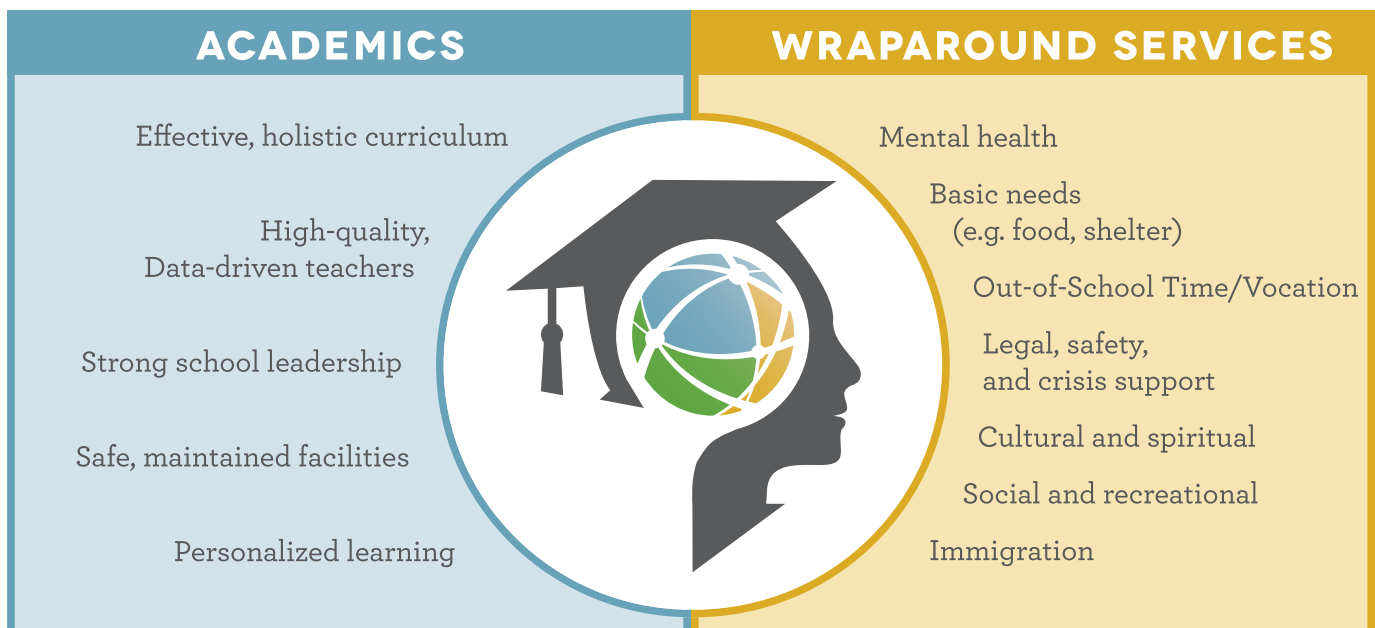 ACADEMICS
Effective, holistic curriculum
High-quality,
Data-driven teachers
Strong school leadership
Safe, maintained facilities
Personalized learning
WRAPAROUND SERVICES
Mental health
Basic needs
(e.g. food, shelter)
Out-of-School Time/Vocation
Legal, safety,
and crisis support
Cultural and spiritual
Social and recreational
Immigration